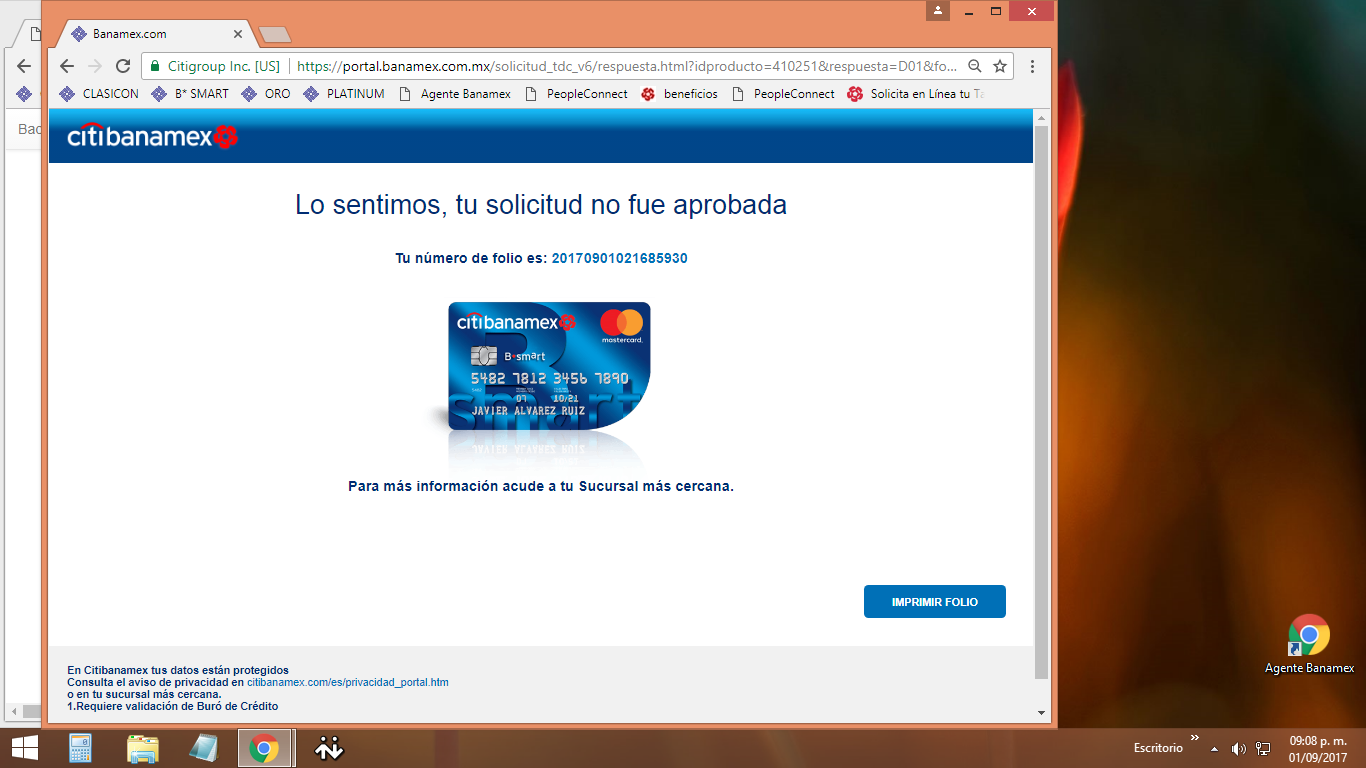 Banamex.com
Citigroup Inc. [US]
https://portal.banamex.com.mx/solicitud_tdc_v6/respuesta.html?idproducto=410251&respuesta=D01&fo...
CLASICON
B* SMART
ORO
PLATINUM
Agente Banamex
PeopleConnect
beneficios
PeopleConnect
Solicita en Línea tu Ta
Bac
citibanamex
Lo sentimos, tu solicitud no fue aprobada
Tu número de folio es: 20170901021685930
citibanamex
mastercard.
B•smart
5482 7812 3456 7890
07 10/21
JAVIER ALVAREZ RUIZ
smart
Para más información acude a tu Sucursal más cercana.
IMPRIMIR FOLIO
En Citibanamex tus datos están protegidos
Consulta el aviso de privacidad en citibanamex.com/es/privacidad_portal.htm
o en tu sucursal más cercana.
1.Requiere validación de Buró de Crédito
Agente Banamex
Escritorio
09:08 p. m.
01/09/2017